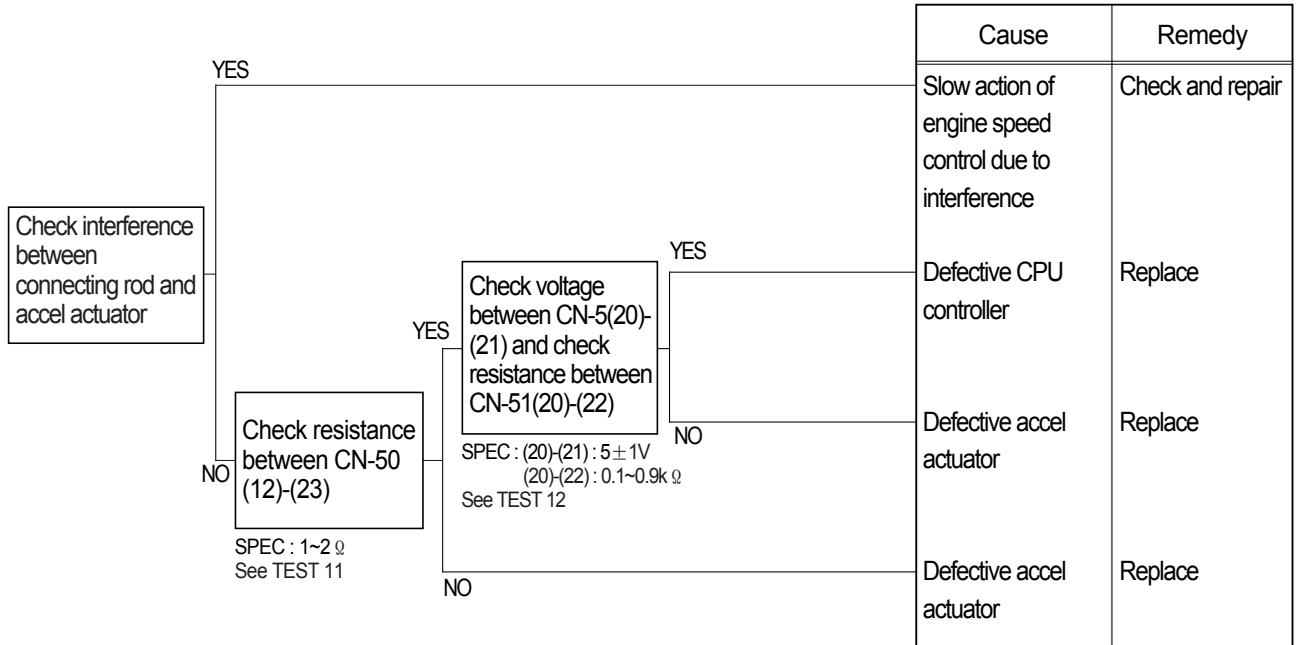 Cause
Remedy
YES
Slow action of
engine speed
control due to
interference
Check and repair
Check interference
between
connecting rod and
accel actuator
YES
Defective CPU
controller
Replace
YES
Check voltage
between CN-5(20)-
(21) and check
resistance between
CN-51(20)-(22)
NO
SPEC : (20)-(21) : 5±1V
(20)-(22) : 0.1~0.9k Ω
See TEST 12
Defective accel
actuator
Replace
NO
Check resistance
between CN-50
(12)-(23)
SPEC : 1~2 Ω
See TEST 11
NO
Defective accel
actuator
Replace